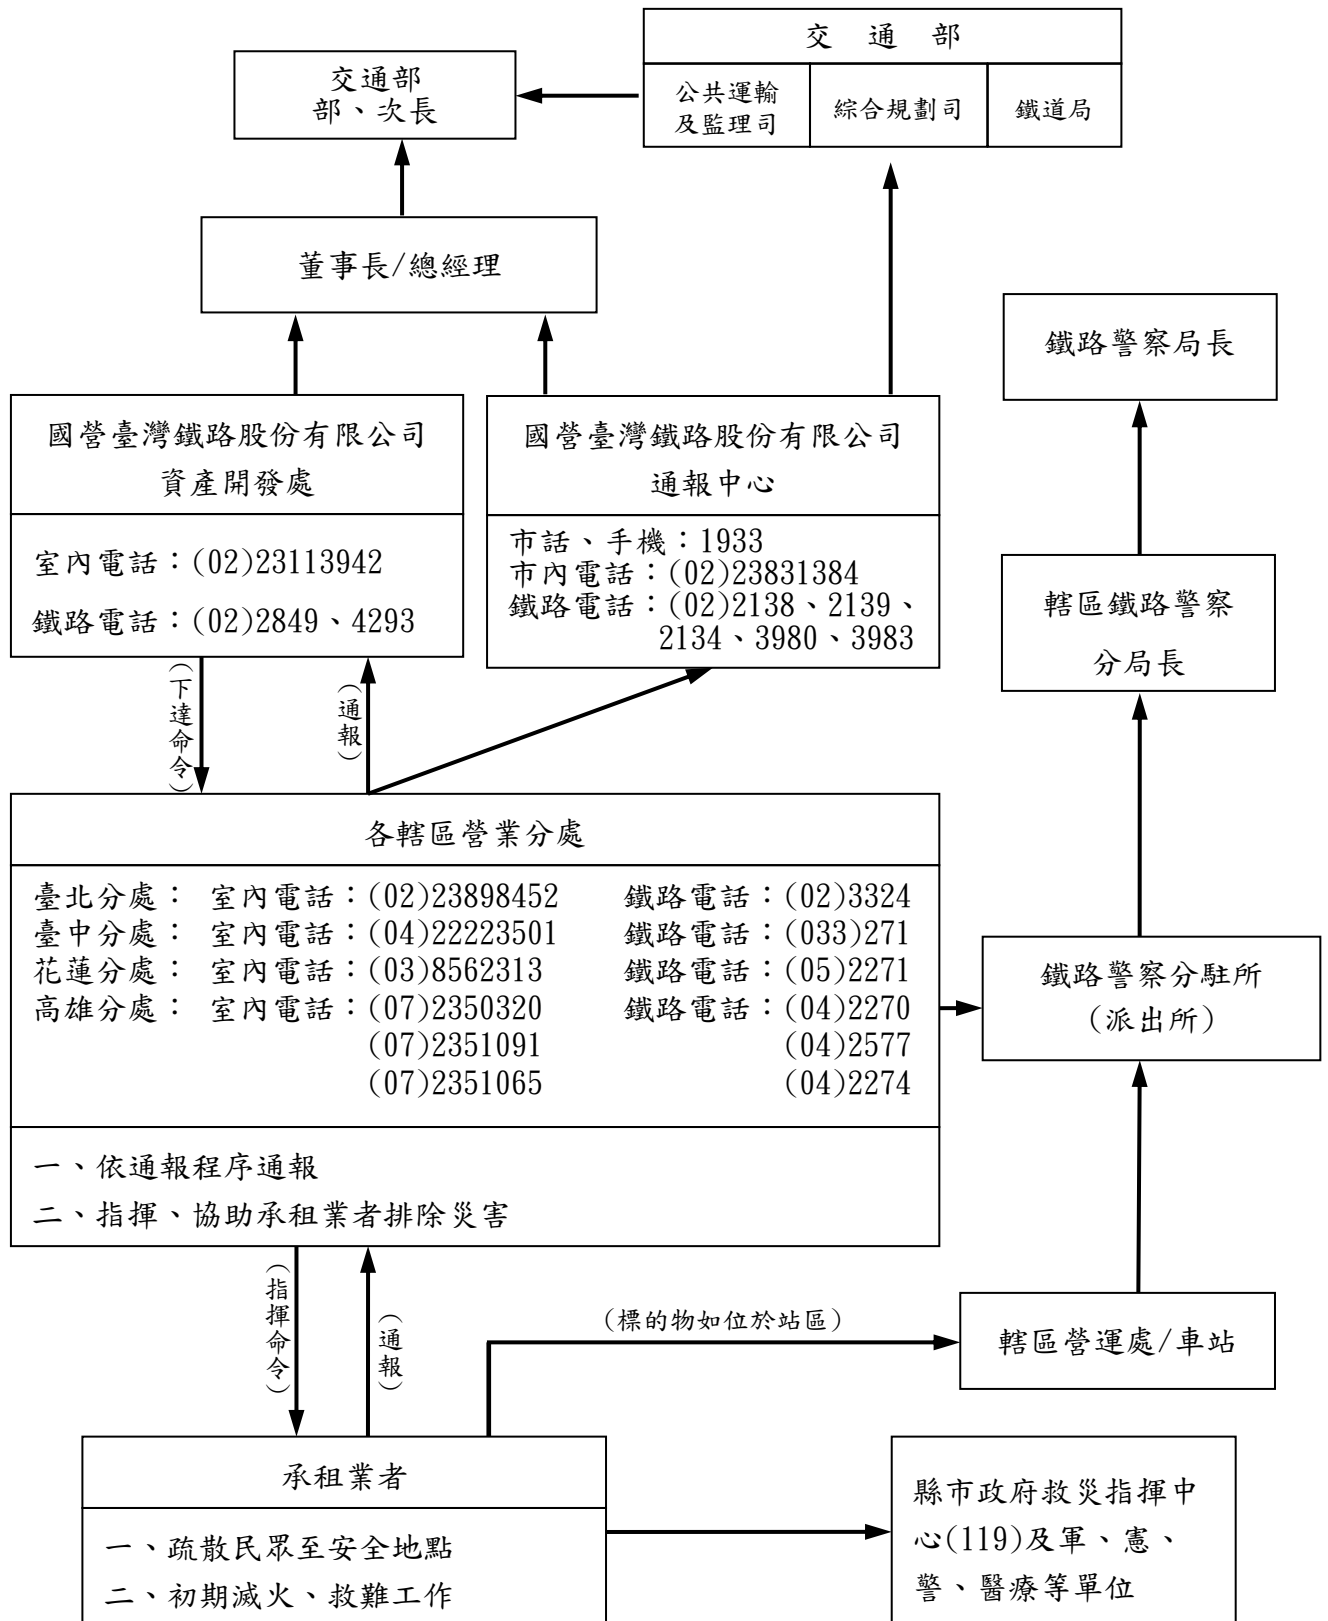 交通部
公共運輸
及監理司
綜合規劃司
鐵道局
交通部
部、次長
董事長/總經理
鐵路警察局長
國營臺灣鐵路股份有限公司
資產開發處
室內電話：(02)23113942
鐵路電話：(02)2849、4293
國營臺灣鐵路股份有限公司
通報中心
市話、手機：1933
市內電話：(02)23831384
鐵路電話：(02)2138、2139、
2134、3980、3983
轄區鐵路警察
分局長
(下達命令)
(通報)
各轄區營業分處
臺北分處： 室內電話：(02)23898452 鐵路電話：(02)3324
臺中分處： 室內電話：(04)22223501 鐵路電話：(033)271
花蓮分處： 室內電話：(03)8562313 鐵路電話：(05)2271
高雄分處： 室內電話：(07)2350320 鐵路電話：(04)2270
(07)2351091 (04)2577
(07)2351065 (04)2274
一、依通報程序通報
二、指揮、協助承租業者排除災害
鐵路警察分駐所
(派出所)
(指揮命令)
(通報)
(標的物如位於站區)
轄區營運處/車站
承租業者
一、疏散民眾至安全地點
二、初期滅火、救難工作
縣市政府救災指揮中
心(119)及軍、憲、
警、醫療等單位